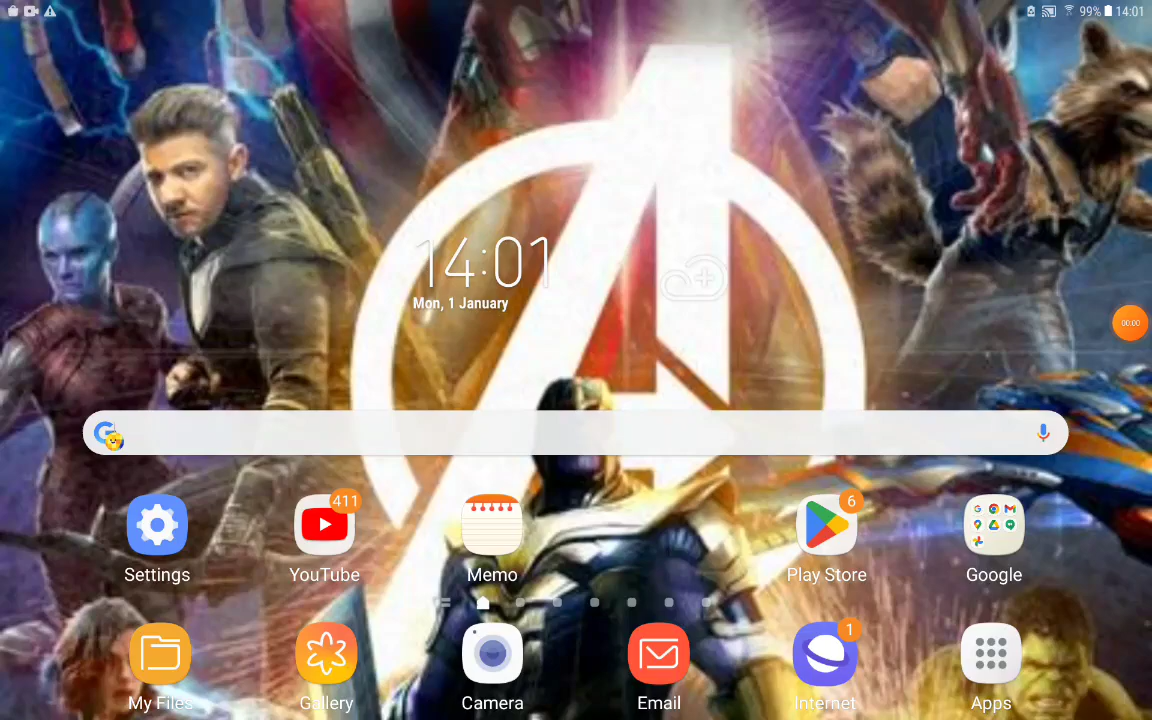 99% 14:01
14:01
Mon, 1 January
00:00
411
6
Settings
YouTube
Memo
Play Store
Google
1
My Files
Gallery
Camera
Email
Internet
Apps